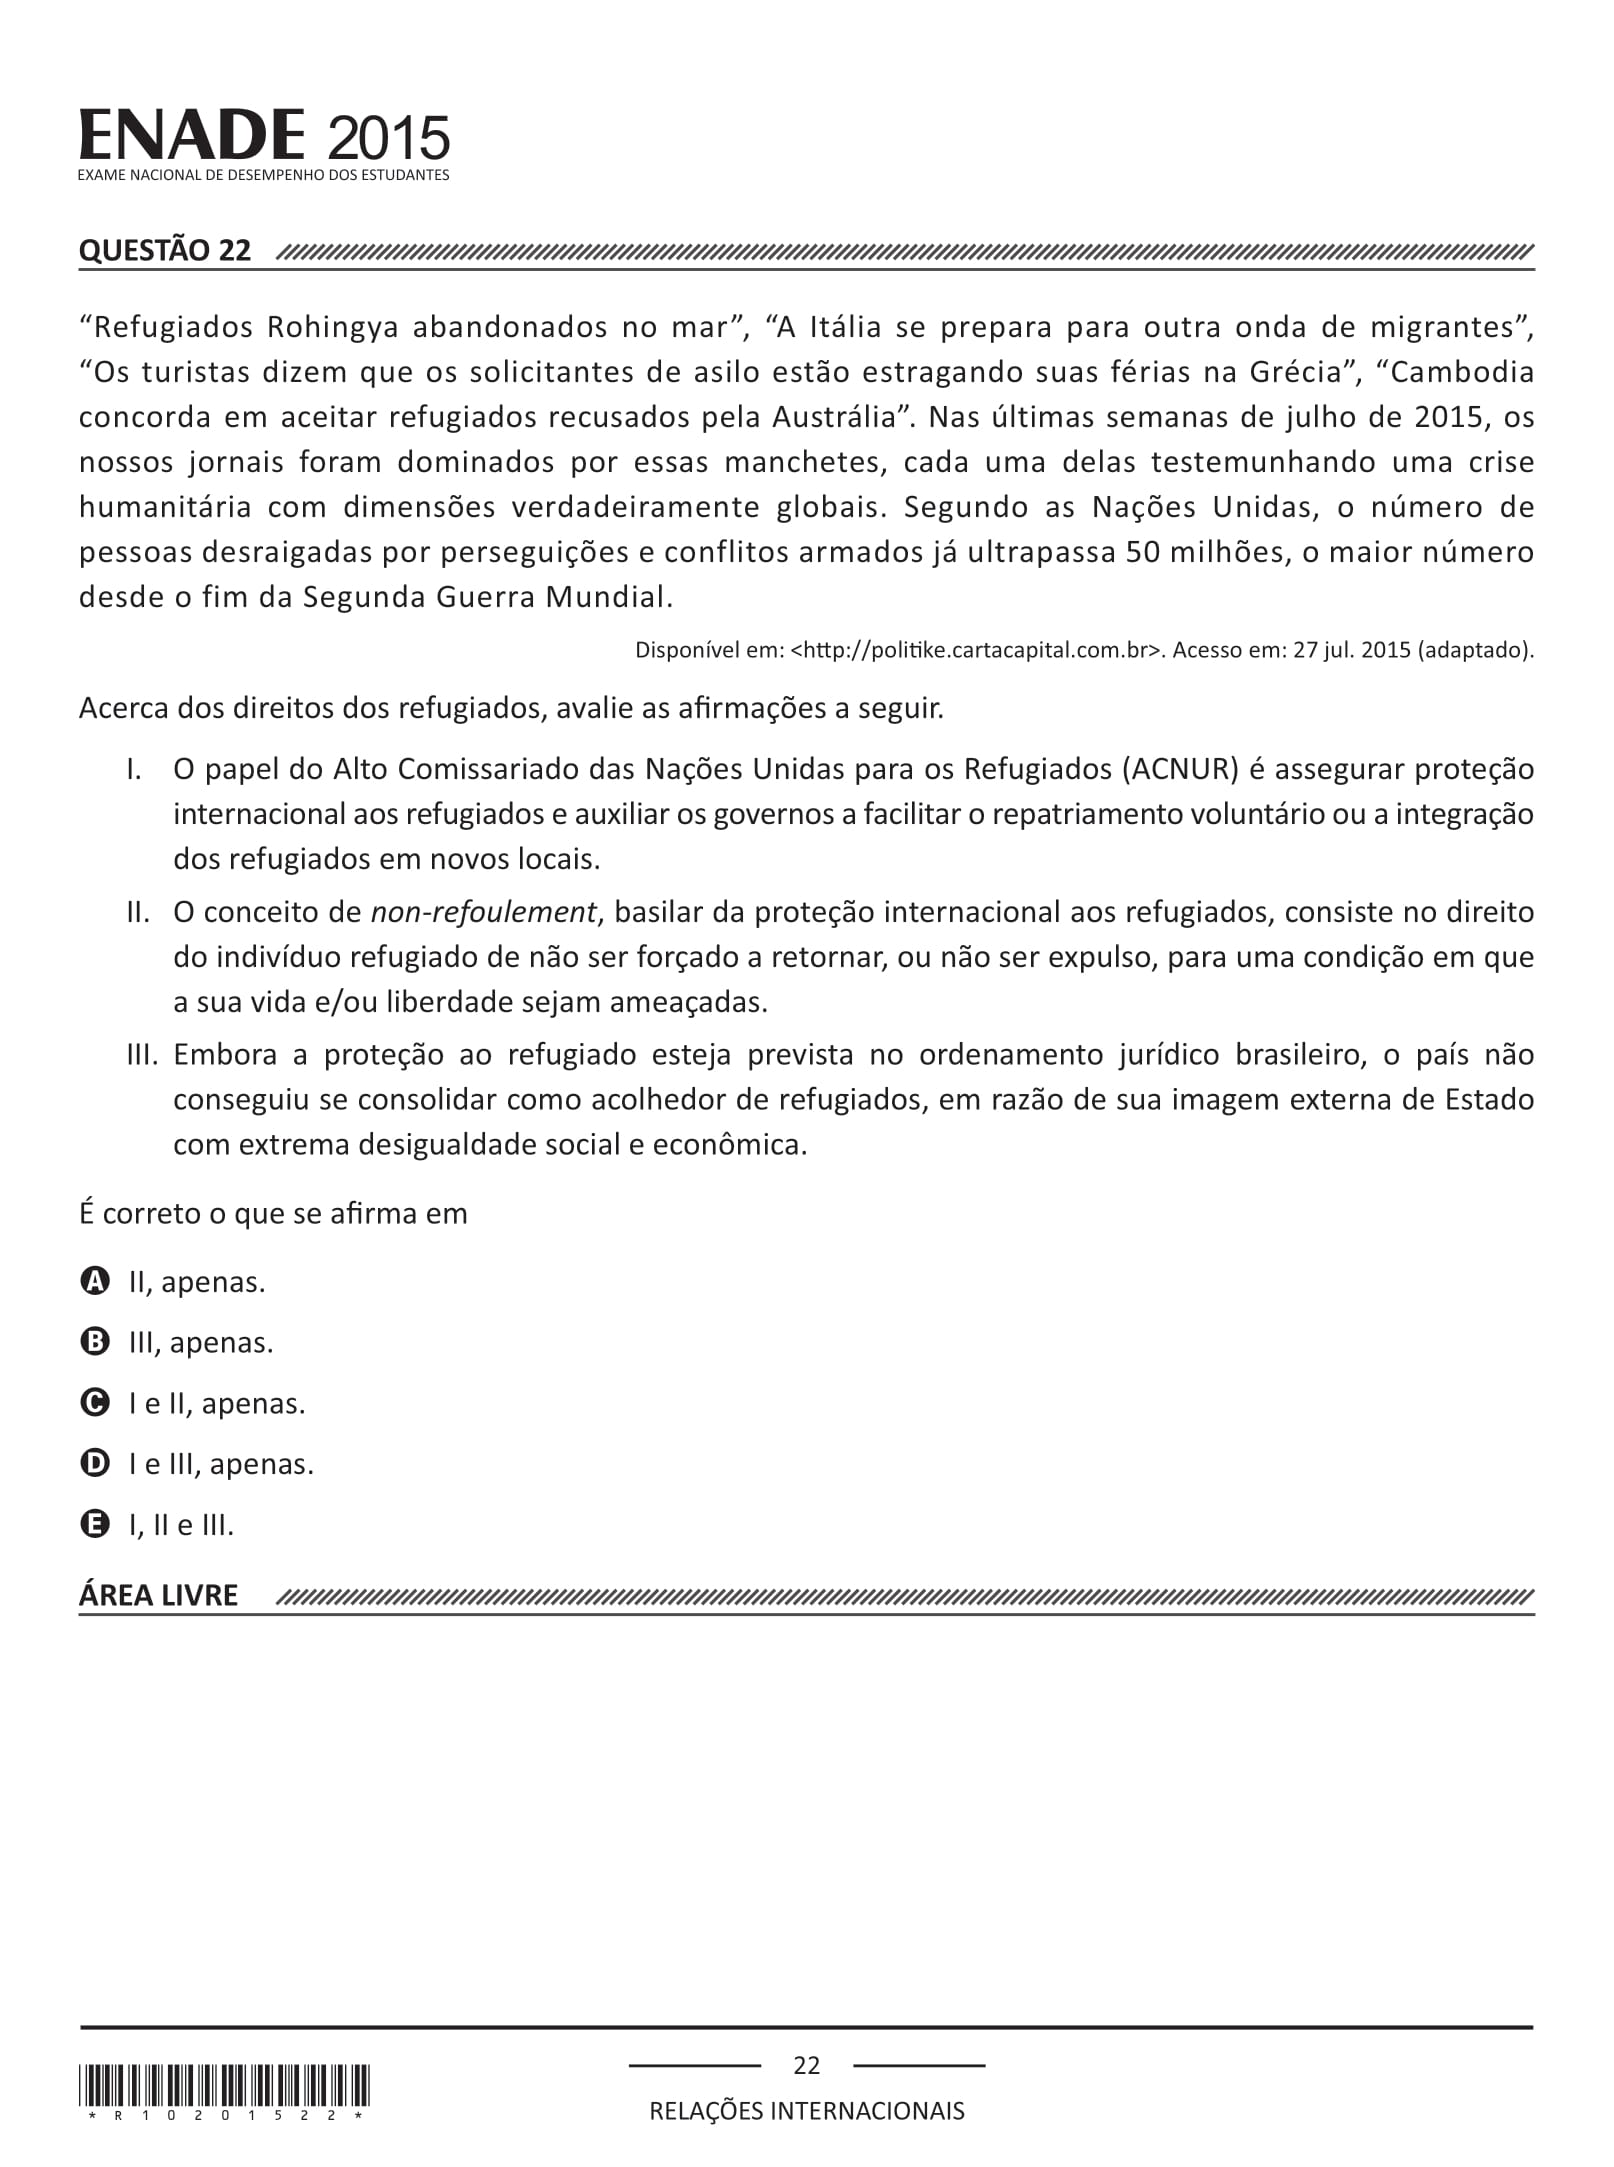 ENADE 2015
EXAME NACIONAL DE DESEMPENHO DOS ESTUDANTES
QUESTÃO 22
“Refugiados Rohingya abandonados no mar”, “A Itália se prepara para outra onda de migrantes”,
“Os turistas dizem que os solicitantes de asilo estão estragando suas férias na Grécia”, “Cambodia
concorda em aceitar refugiados recusados pela Austrália”. Nas últimas semanas de julho de 2015, os
nossos jornais foram dominados por essas manchetes, cada uma delas testemunhando uma crise
humanitária com dimensões verdadeiramente globais. Segundo as Nações Unidas, o número de
pessoas desraigadas por perseguições e conflitos armados já ultrapassa 50 milhões, o maior número
desde o fim da Segunda Guerra Mundial.
Disponível em: <http://politike.cartacapital.com.br>. Acesso em: 27 jul. 2015 (adaptado).
Acerca dos direitos dos refugiados, avalie as afirmações a seguir.
I. O papel do Alto Comissariado das Nações Unidas para os Refugiados (ACNUR) é assegurar proteção
internacional aos refugiados e auxiliar os governos a facilitar o repatriamento voluntário ou a integração
dos refugiados em novos locais.
II. O conceito de non-refoulement, basilar da proteção internacional aos refugiados, consiste no direito
do indivíduo refugiado de não ser forçado a retornar, ou não ser expulso, para uma condição em que
a sua vida e/ou liberdade sejam ameaçadas.
III. Embora a proteção ao refugiado esteja prevista no ordenamento jurídico brasileiro, o país não
conseguiu se consolidar como acolhedor de refugiados, em razão de sua imagem externa de Estado
com extrema desigualdade social e econômica.
É correto o que se afirma em
A II, apenas.
B III, apenas.
C I e II, apenas.
D I e III, apenas.
E I, II e III.
ÁREA LIVRE
22
RELAÇÕES INTERNACIONAIS
*R10201522*